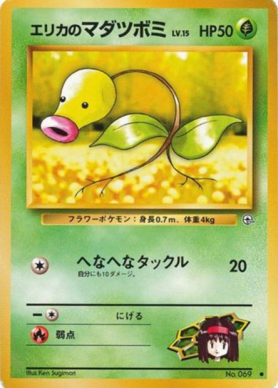 エリカのマダツボミ LV.15 HP50
フラワーポケモン:身長0.7m、体重4kg
へなへなタックル 20
自分にも10ダメージ。
にげる
弱点
Illus.Ken Sugimori No.069